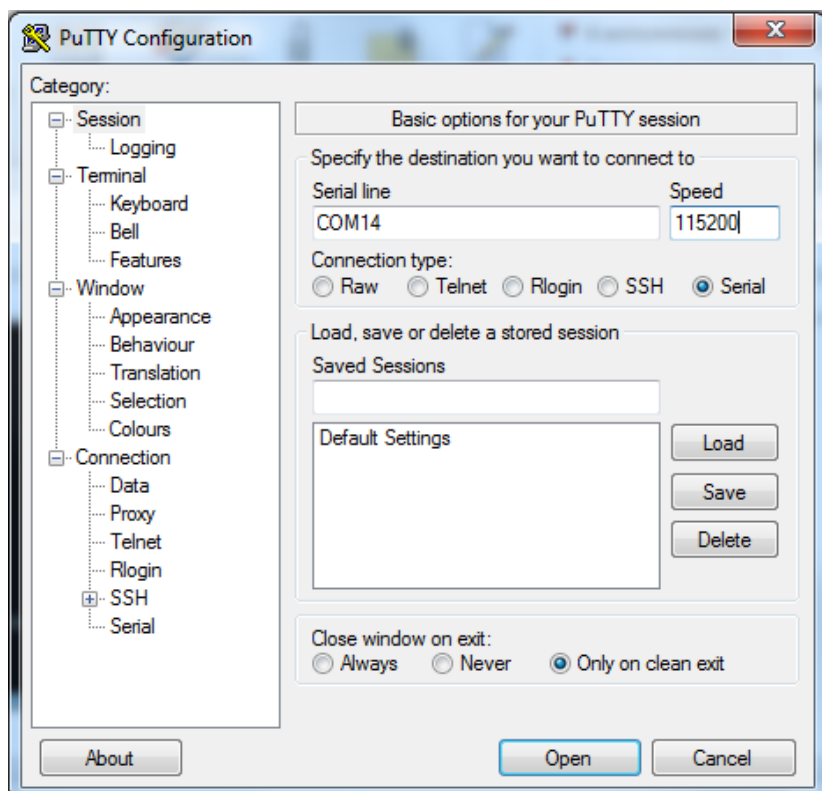 PuTTY Configuration
Category:
Session
Logging
Terminal
Keyboard
Bell
Features
Window
Appearance
Behaviour
Translation
Selection
Colours
Connection
Data
Proxy
Telnet
Rlogin
SSH
Serial
Basic options for your PuTTY session
Specify the destination you want to connect to
Serial line Speed
COM14 115200
Connection type:
Raw Telnet Rlogin SSH Serial
Load, save or delete a stored session
Saved Sessions
Default Settings
Load
Save
Delete
Close window on exit:
Always Never Only on clean exit
About Open Cancel